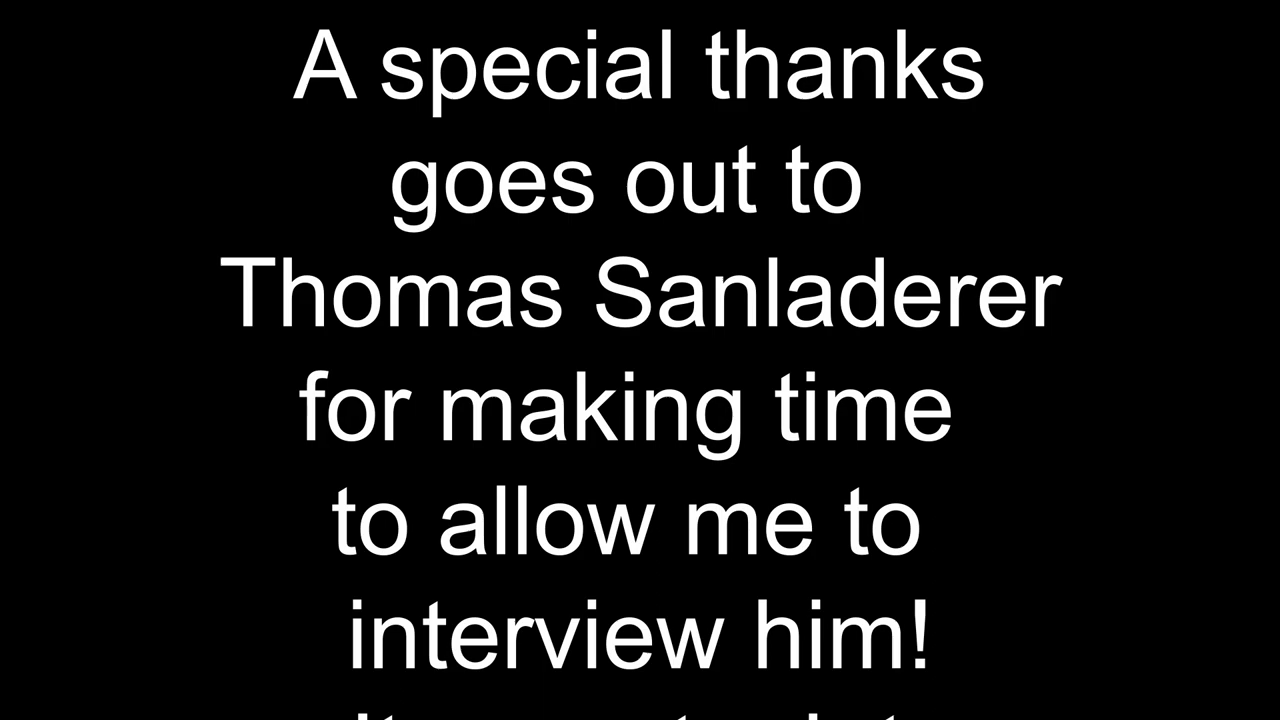 A special thanks
goes out to
Thomas Sanladerer
for making time
to allow me to
interview him!